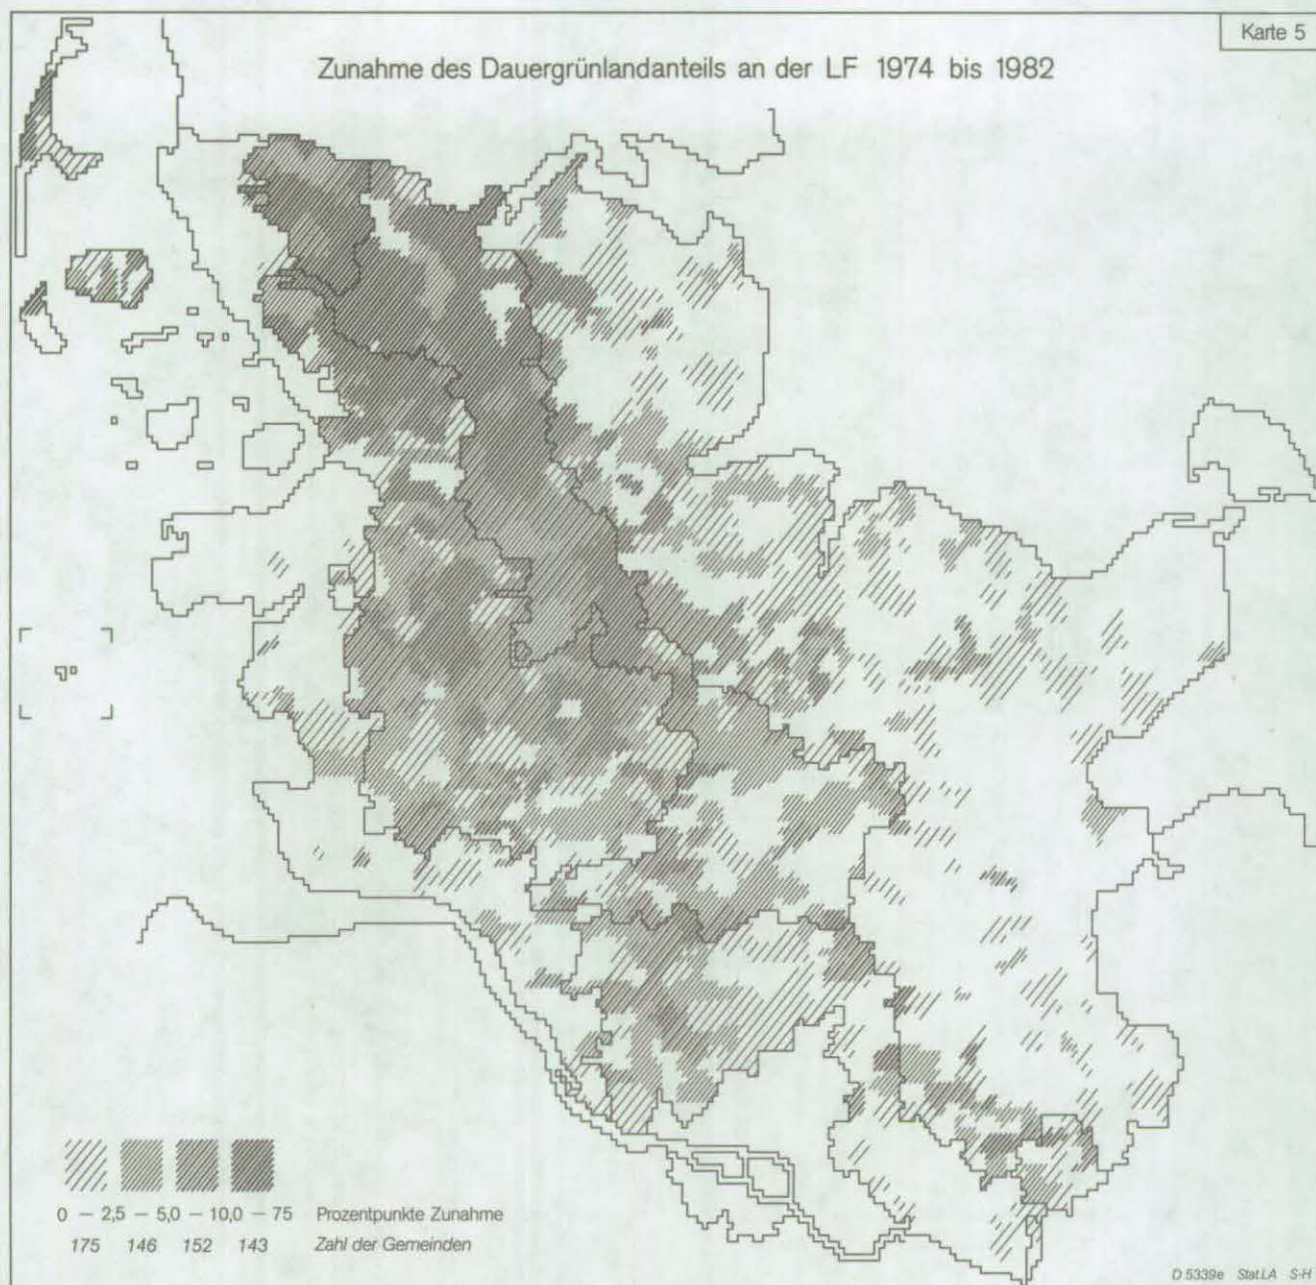 Karte 5
Zunahme des Dauergrünlandanteils an der LF 1974 bis 1982
0 – 2,5 – 5,0 – 10,0 – 75 Prozentpunkte Zunahme
175 146 152 143 Zahl der Gemeinden
D 5339e Stat.LA S-H